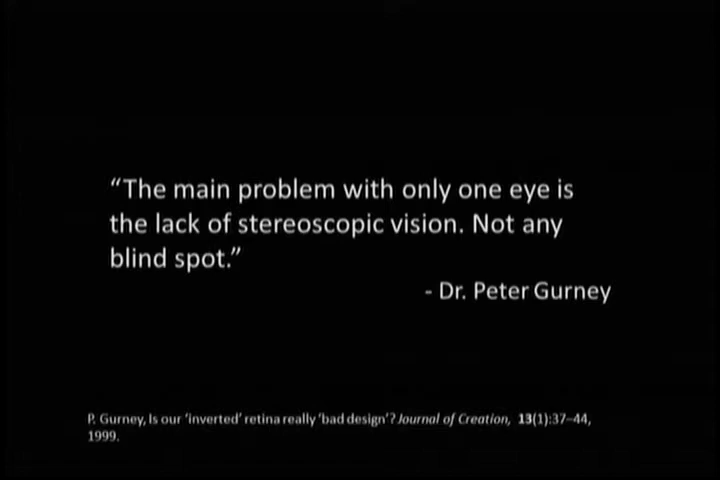 “The main problem with only one eye is
the lack of stereoscopic vision. Not any
blind spot.”
- Dr. Peter Gurney
P. Gurney, Is our ‘inverted’ retina really ‘bad design’? Journal of Creation, 13(1):37–44,
1999.